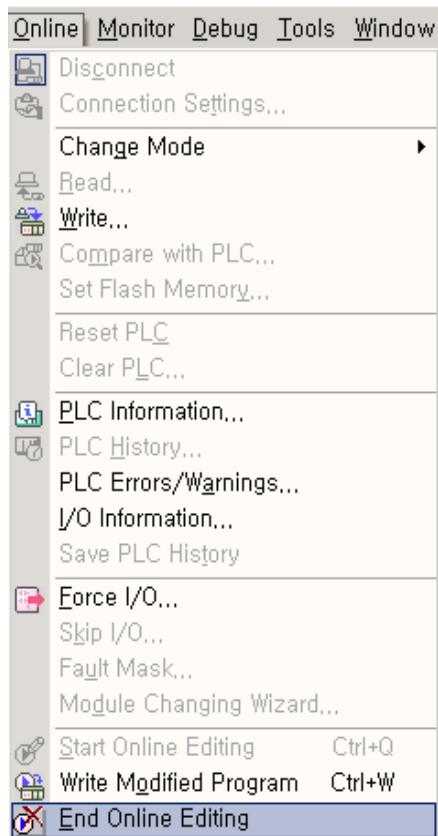 Online Monitor Debug Tools Window
Disconnect
Connection Settings...
Change Mode
Read...
Write...
Compare with PLC...
Set Flash Memory...
Reset PLC
Clear PLC...
PLC Information...
PLC History...
PLC Errors/Warnings...
I/O Information...
Save PLC History
Force I/O...
Skip I/O...
Fault Mask...
Module Changing Wizard...
Start Online Editing Ctrl+Q
Write Modified Program Ctrl+W
End Online Editing